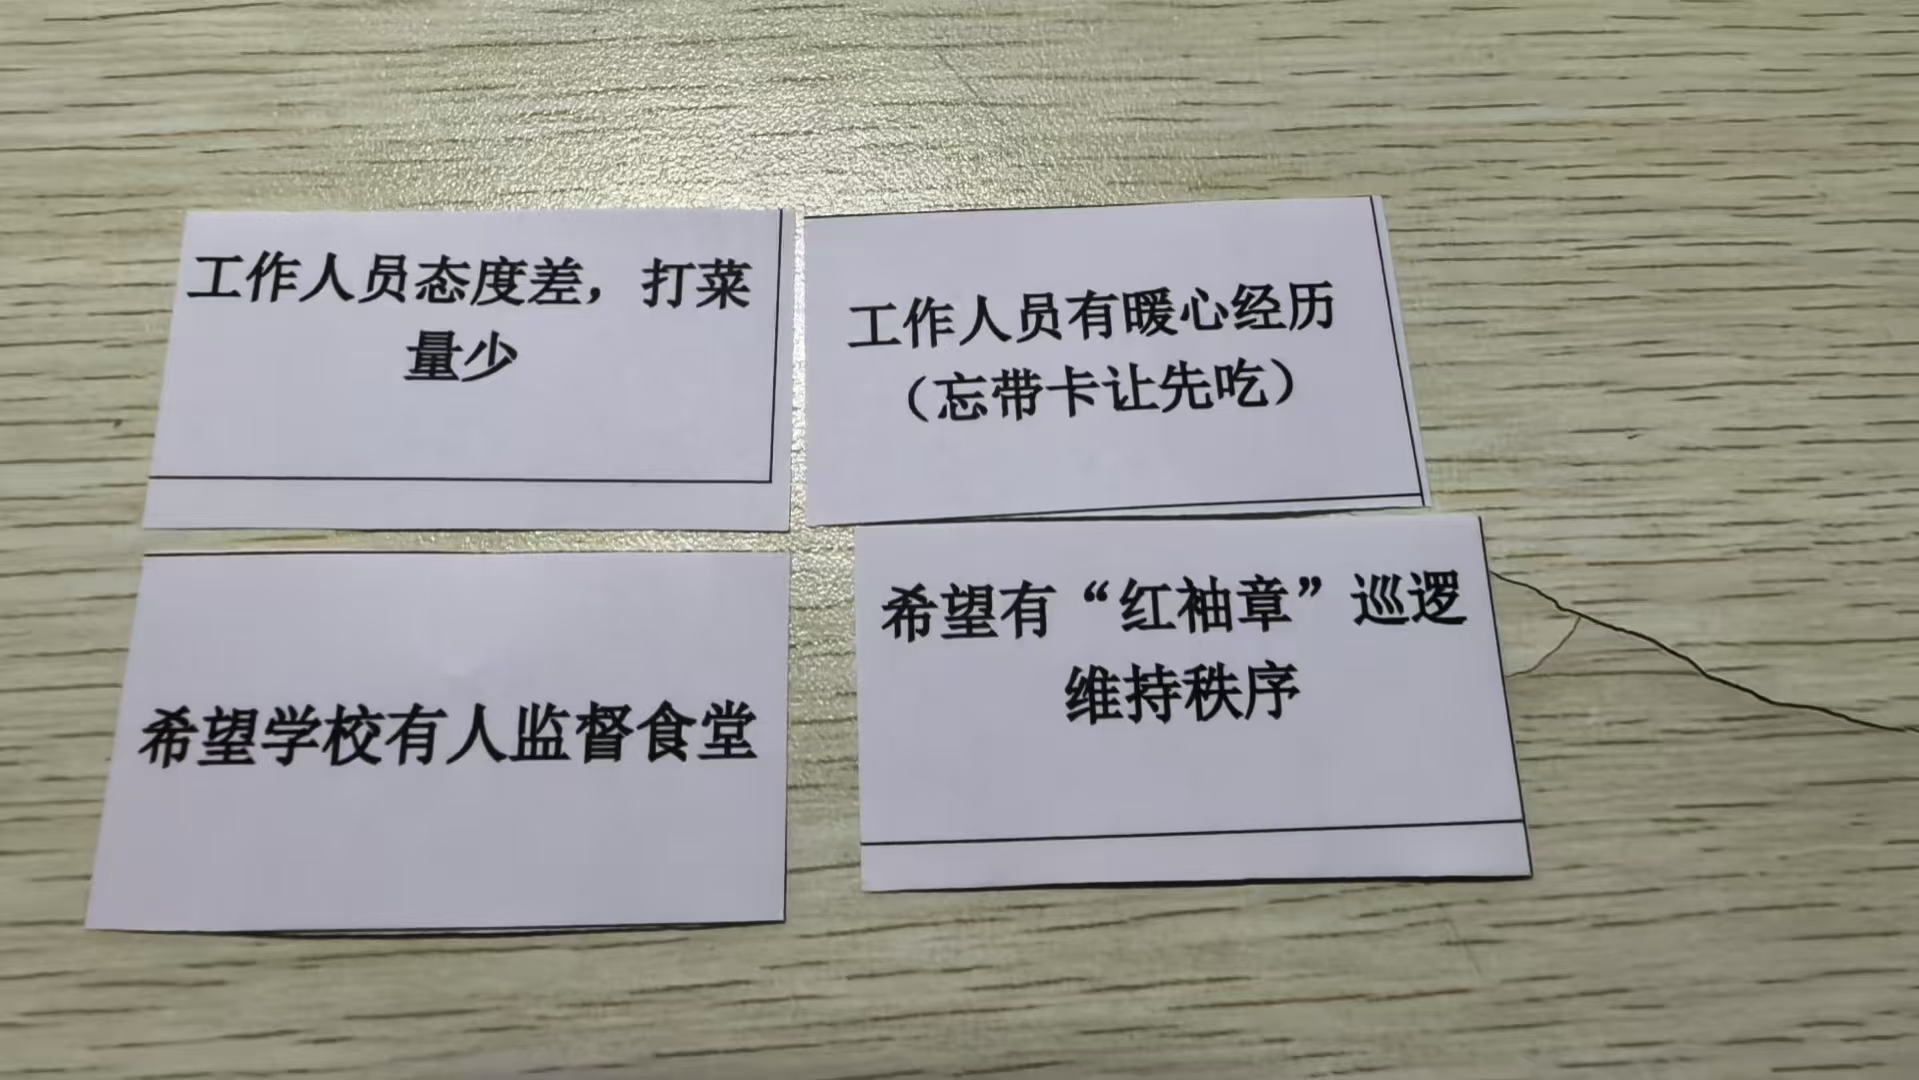 工作人员态度差，打菜
量少
工作人员有暖心经历
（忘带卡让先吃）
希望学校有人监督食堂
希望有“红袖章”巡逻
维持秩序